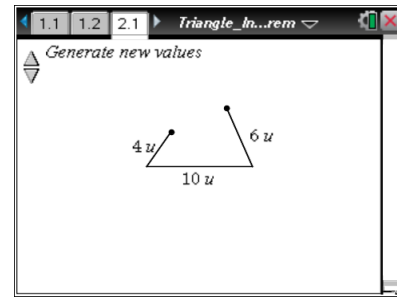 1.1 1.2 2.1 Triangle_In...rem
Generate new values
4 u
6 u
10 u